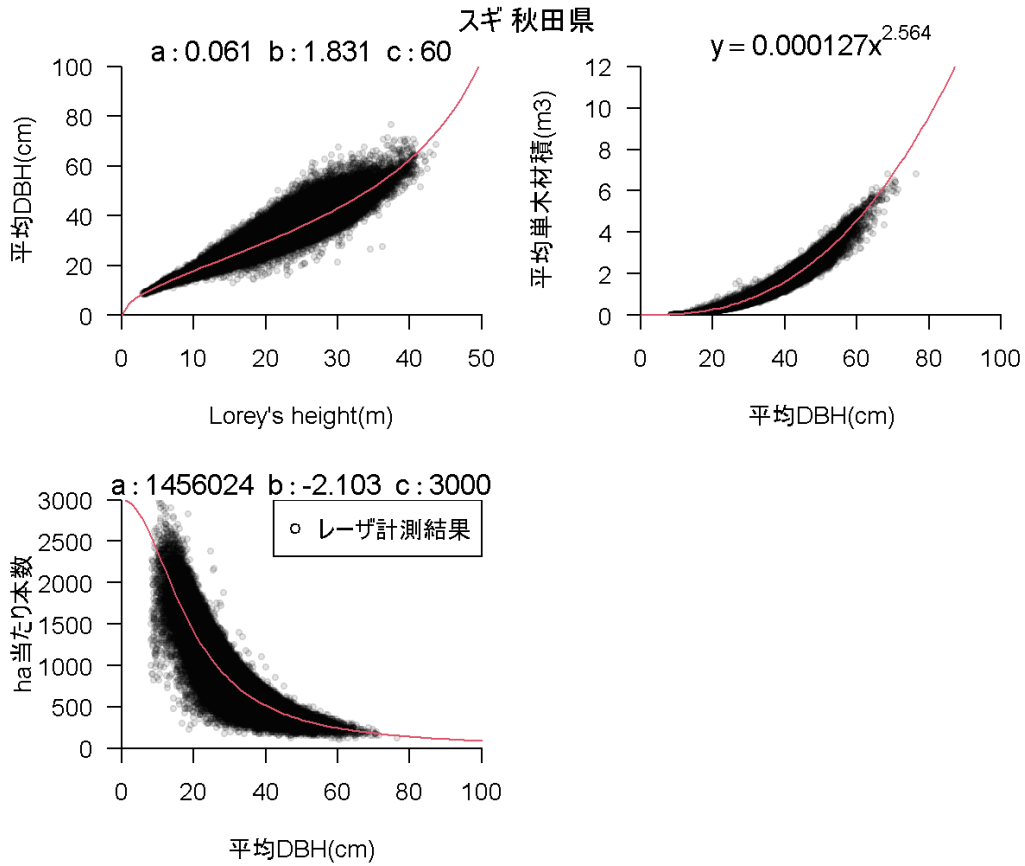 スギ 秋田県
a : 0.061 b : 1.831 c : 60
平均DBH(cm)
100
80
60
40
20
0
0 10 20 30 40 50
Lorey's height(m)
y = 0.000127x^2.564
平均単木材積(m3)
12
10
8
6
4
2
0
0 20 40 60 80 100
平均DBH(cm)
a : 1456024 b : -2.103 c : 3000
ha当たり本数
3000
2500
2000
1500
1000
500
0
レーザ計測結果
0 20 40 60 80 100
平均DBH(cm)